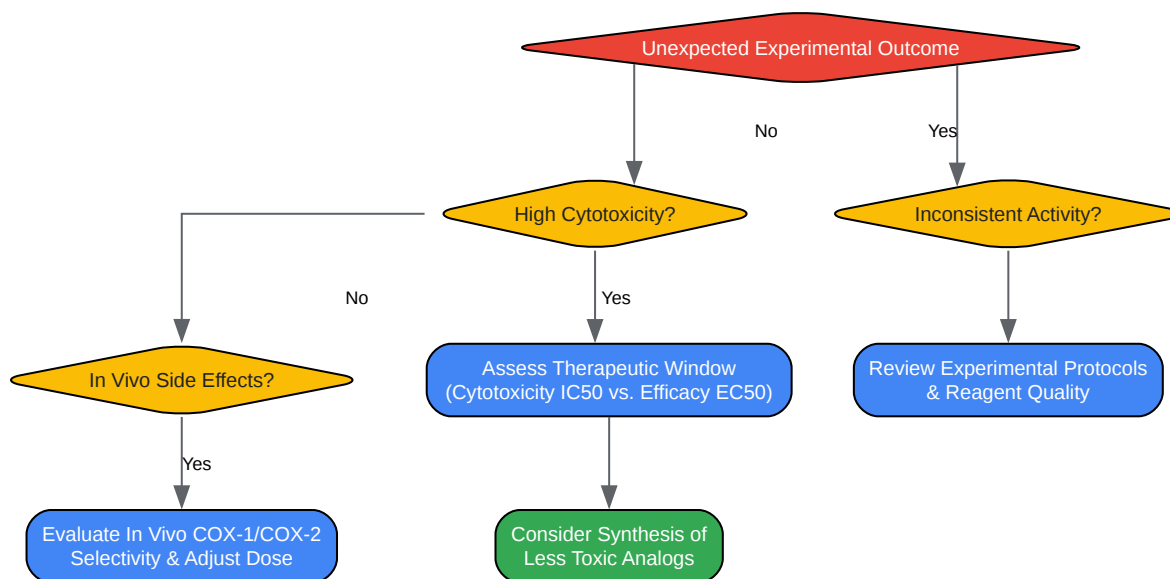 Unexpected Experimental Outcome
No
Yes
High Cytotoxicity?
Inconsistent Activity?
No
Yes
In Vivo Side Effects?
Assess Therapeutic Window
(Cytotoxicity IC50 vs. Efficacy EC50)
Review Experimental Protocols
& Reagent Quality
Yes
Evaluate In Vivo COX-1/COX-2
Selectivity & Adjust Dose
Consider Synthesis of
Less Toxic Analogs